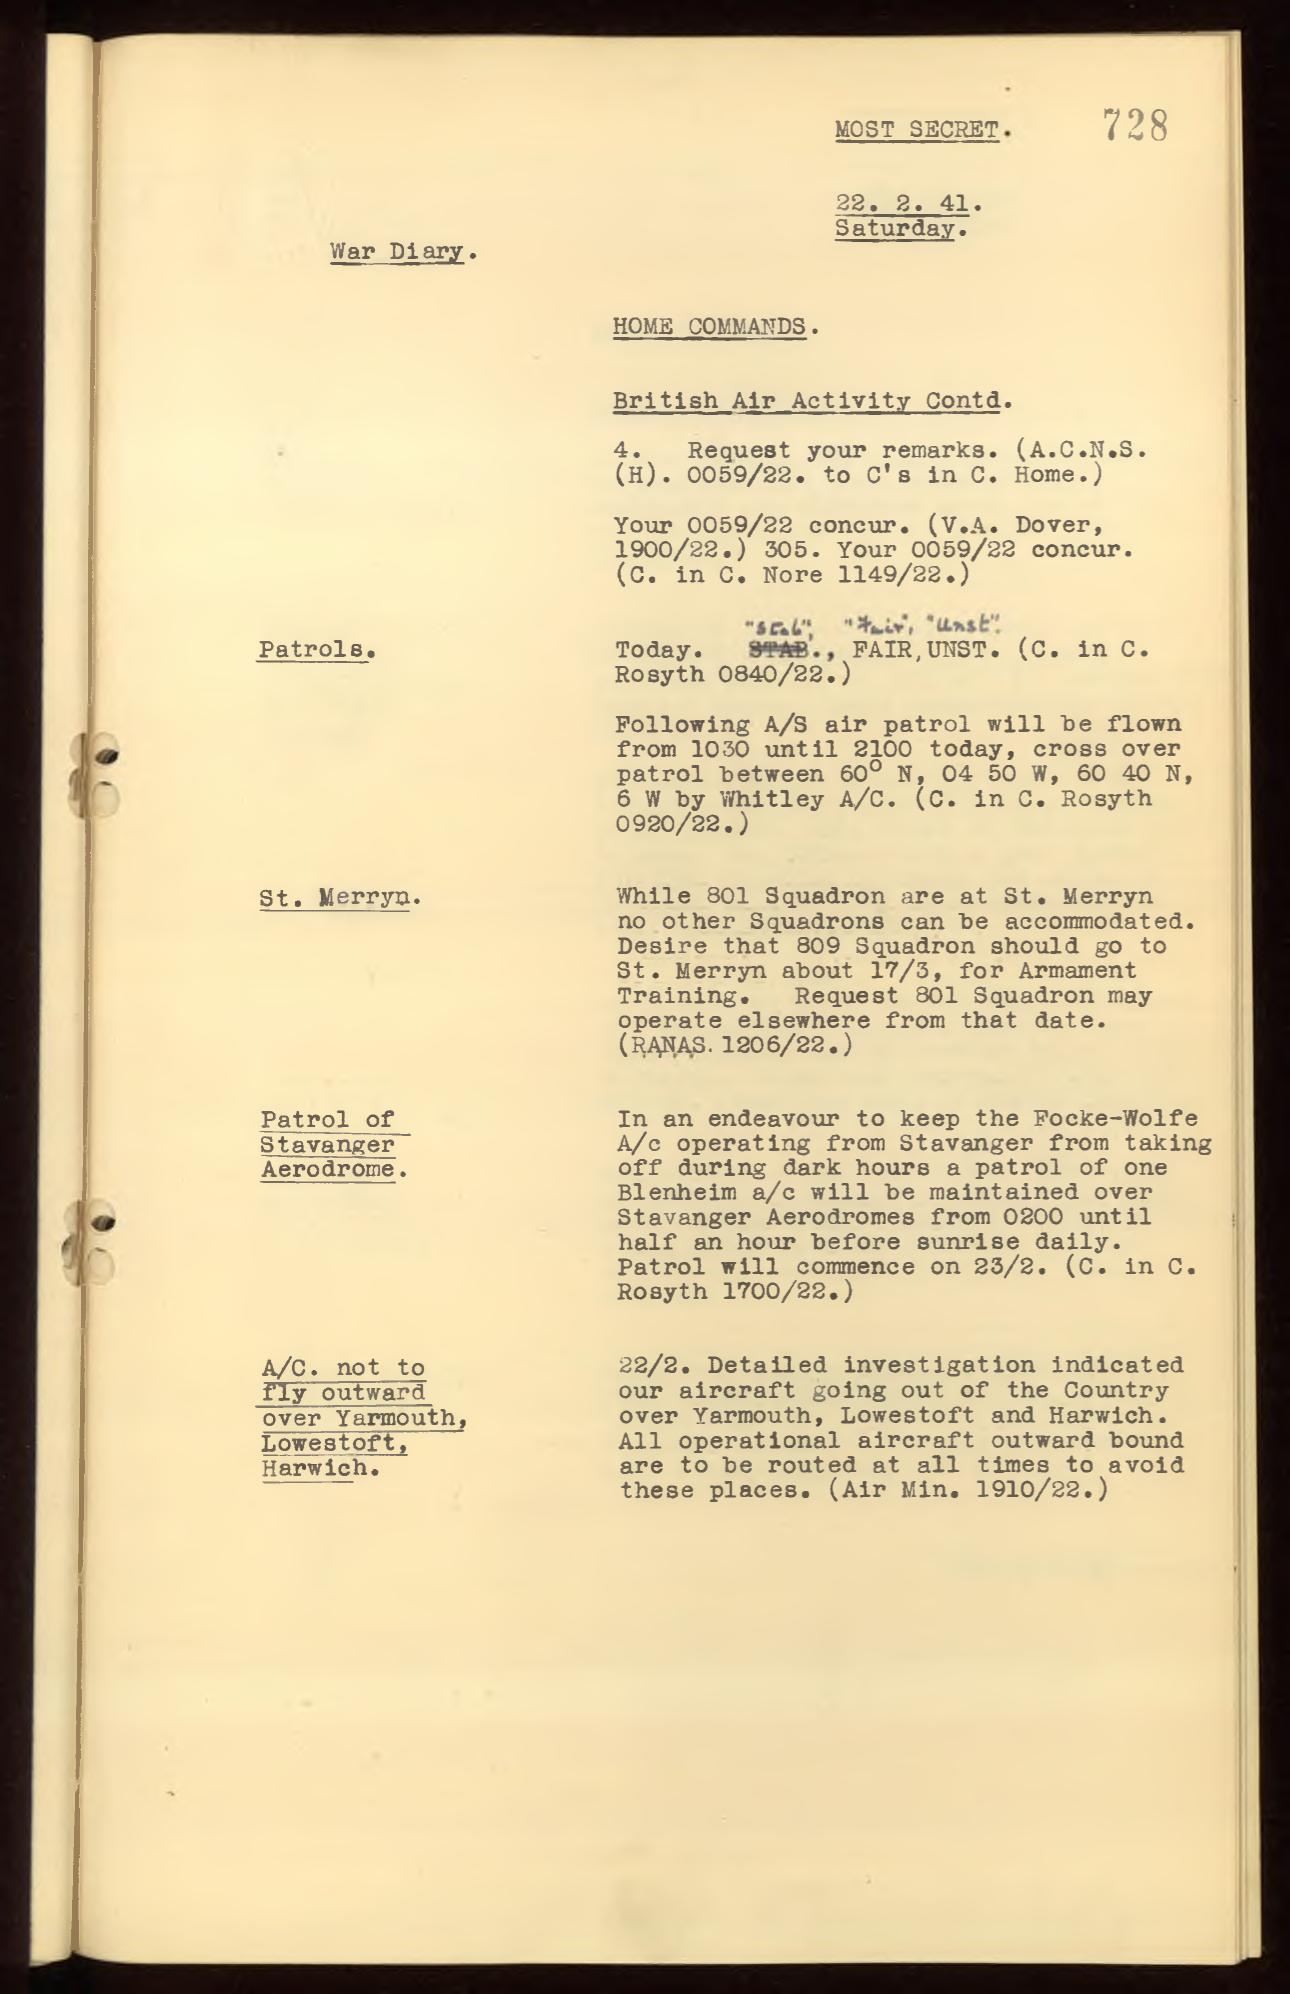 MOST SECRET.
728
22. 2. 41.
Saturday.
War Diary.
HOME COMMANDS.
British Air Activity Contd.
4. Request your remarks. (A.C.N.S.
(H). 0059/22. to C's in C. Home.)
Your 0059/22 concur. (V.A. Dover,
1900/22.) 305. Your 0059/22 concur.
(C. in C. Nore 1149/22.)
"Stab", "Fair", "Unst".
Patrols.
Today. STAB., FAIR, UNST. (C. in C.
Rosyth 0840/22.)
Following A/S air patrol will be flown
from 1030 until 2100 today, cross over
patrol between 60° N, 04 50 W, 60 40 N,
6 W by Whitley A/C. (C. in C. Rosyth
0920/22.)
St. Merryn.
While 801 Squadron are at St. Merryn
no other Squadrons can be accommodated.
Desire that 809 Squadron should go to
St. Merryn about 17/3, for Armament
Training. Request 801 Squadron may
operate elsewhere from that date.
(R.A.N.A.S. 1206/22.)
Patrol of
Stavanger
Aerodrome.
In an endeavour to keep the Focke-Wolfe
A/c operating from Stavanger from taking
off during dark hours a patrol of one
Blenheim a/c will be maintained over
Stavanger Aerodromes from 0200 until
half an hour before sunrise daily.
Patrol will commence on 23/2. (C. in C.
Rosyth 1700/22.)
A/C. not to
fly outward
over Yarmouth,
Lowestoft,
Harwich.
22/2. Detailed investigation indicated
our aircraft going out of the Country
over Yarmouth, Lowestoft and Harwich.
All operational aircraft outward bound
are to be routed at all times to avoid
these places. (Air Min. 1910/22.)